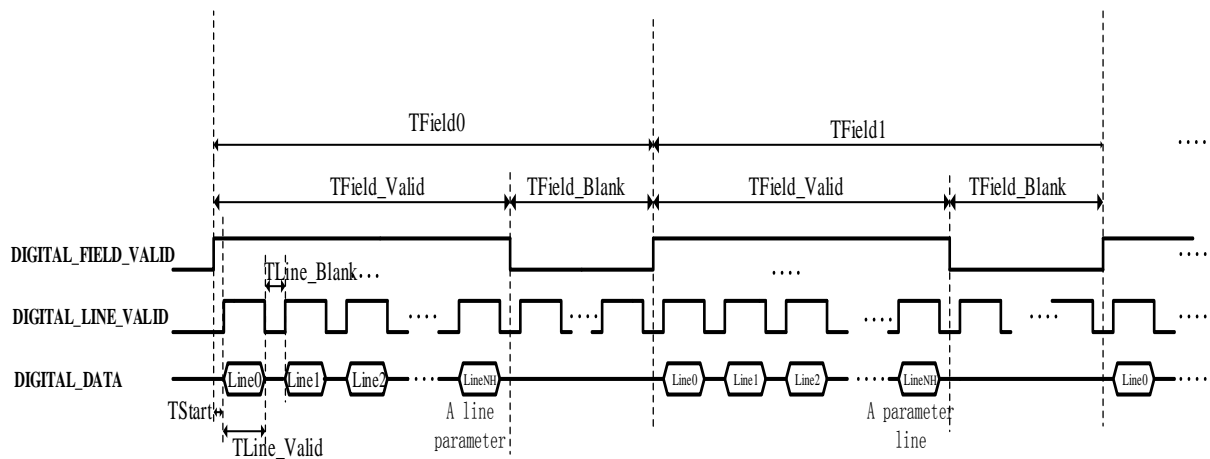 TField0
TField1
····
TField_Valid
TField_Blank
TField_Valid
TField_Blank
DIGITAL_FIELD_VALID
TLine_Blank···
····
····
DIGITAL_LINE_VALID
····
····
····
····
····
DIGITAL_DATA
Line0
Line1
Line2
····
LineNH
Line0
Line1
Line2
····
LineNH
Line0
····
TStart
A line
parameter
A parameter
line
TLine_Valid